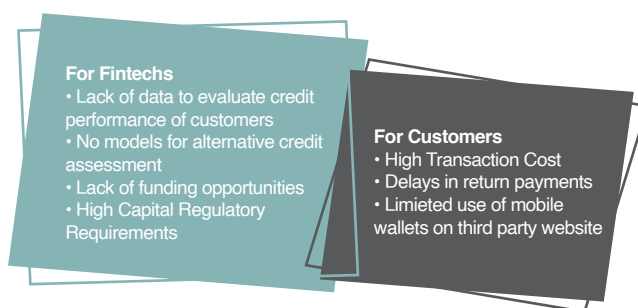 For Fintechs
• Lack of data to evaluate credit
performance of customers
• No models for alternative credit
assessment
• Lack of funding opportunities
• High Capital Regulatory
Requirements
For Customers
• High Transaction Cost
• Delays in return payments
• Limieted use of mobile
wallets on third party website